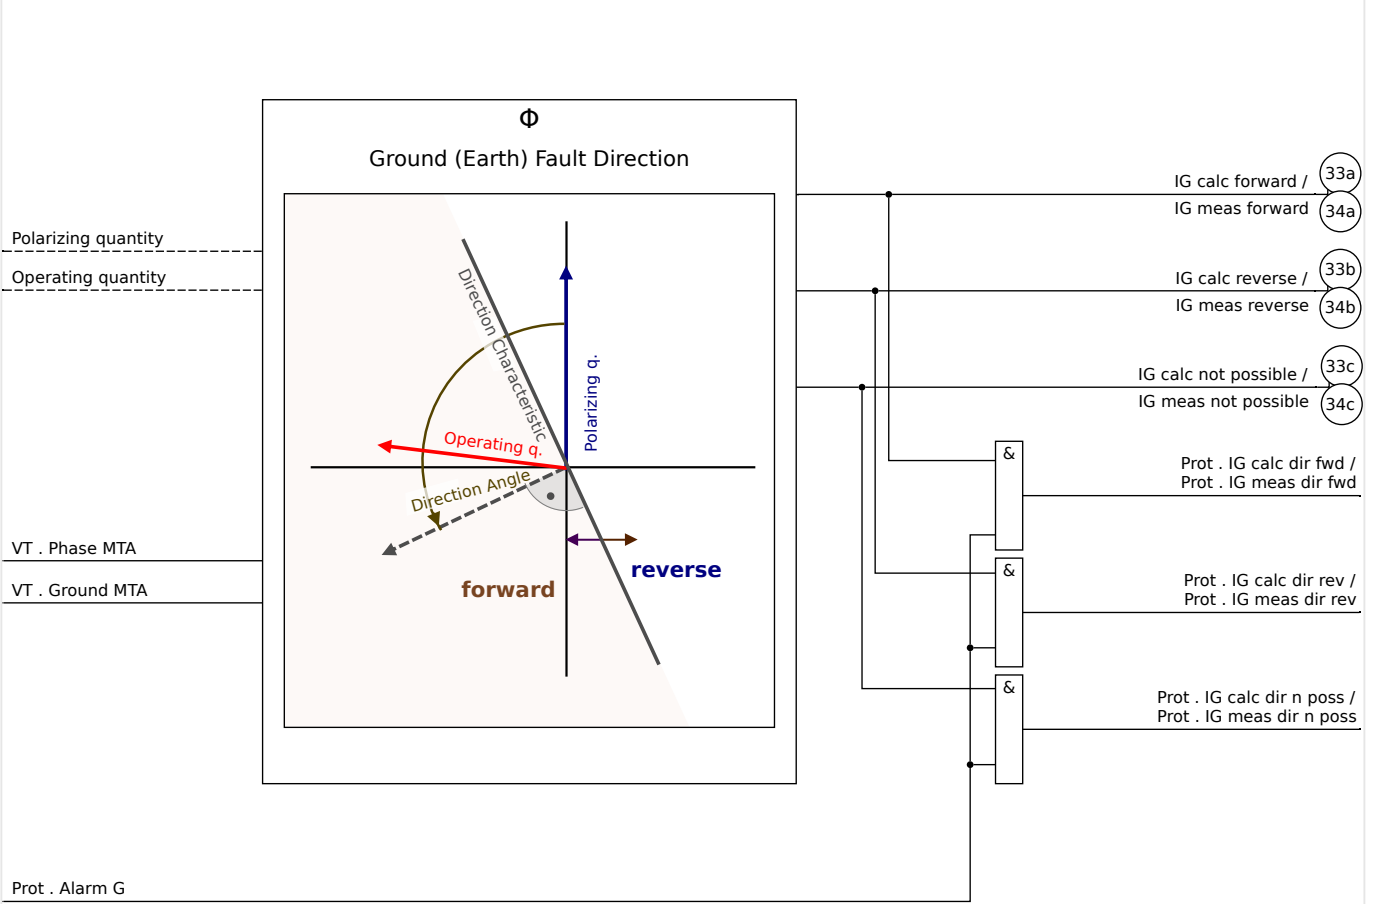 Φ
Ground (Earth) Fault Direction
Polarizing quantity
Operating quantity
VT . Phase MTA
VT . Ground MTA
Prot . Alarm G
Direction Characteristic
Polarizing q.
Operating q.
Direction Angle
forward
reverse
IG calc forward /
IG meas forward
33a
34a
IG calc reverse /
IG meas reverse
33b
34b
IG calc not possible /
IG meas not possible
33c
34c
&
Prot . IG calc dir fwd /
Prot . IG meas dir fwd
&
Prot . IG calc dir rev /
Prot . IG meas dir rev
&
Prot . IG calc dir n poss /
Prot . IG meas dir n poss